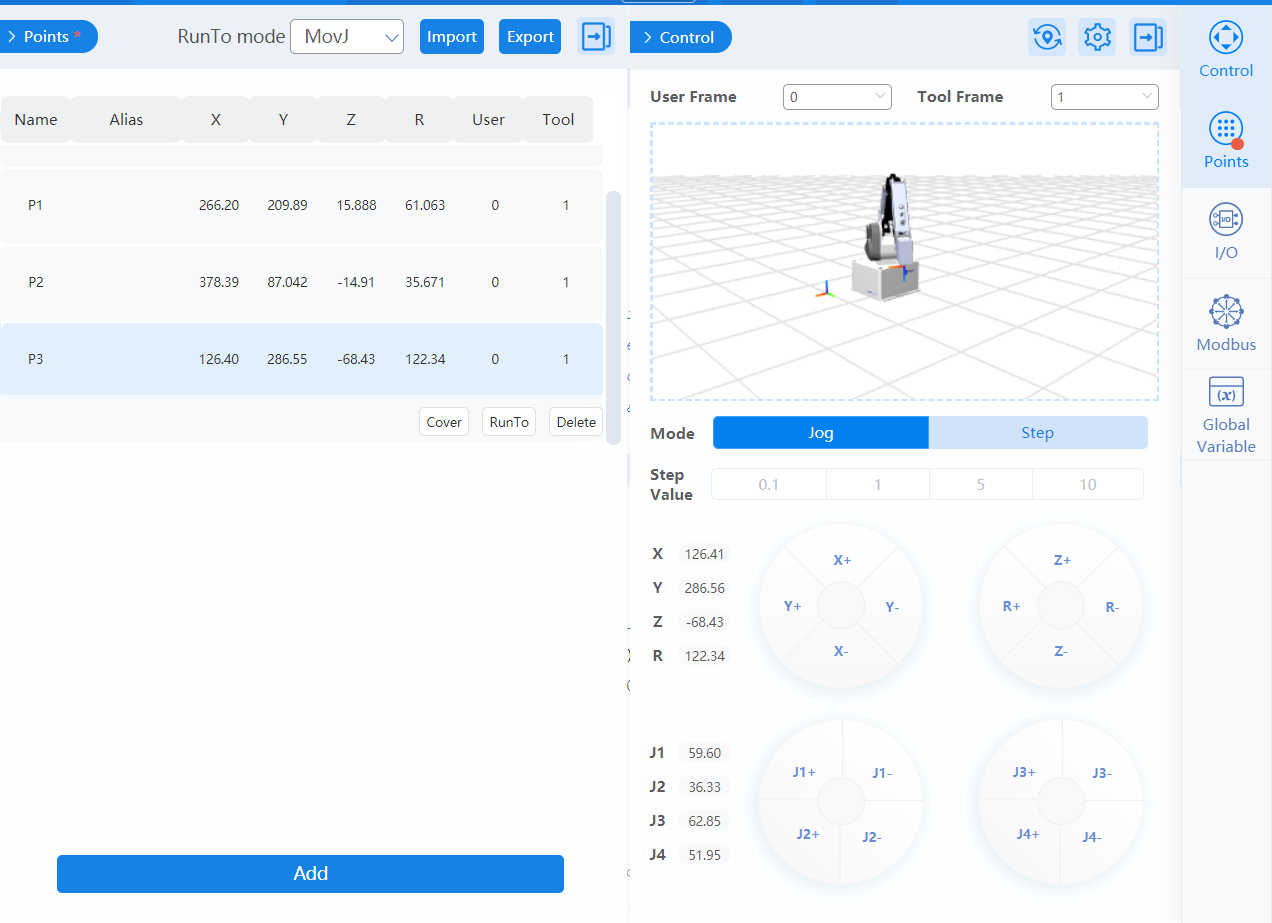 Points *
RunTo mode MovJ Import Export
Name Alias X Y Z R User Tool
P1 266.20 209.89 15.888 61.063 0 1
P2 378.39 87.042 -14.91 35.671 0 1
P3 126.40 286.55 -68.43 122.34 0 1
Cover RunTo Delete
Add
Control
User Frame 0 Tool Frame 1
Mode Jog Step
Step
Value
0.1 1 5 10
X 126.41
Y 286.56
Z -68.43
R 122.34
X+
Y+ Y-
X-
Z+
R+ R-
Z-
J1 59.60
J2 36.33
J3 62.85
J4 51.95
J1+ J1-
J2+ J2-
J3+ J3-
J4+ J4-
Control
Points
I/O
I/O
Modbus
(x)
Global
Variable